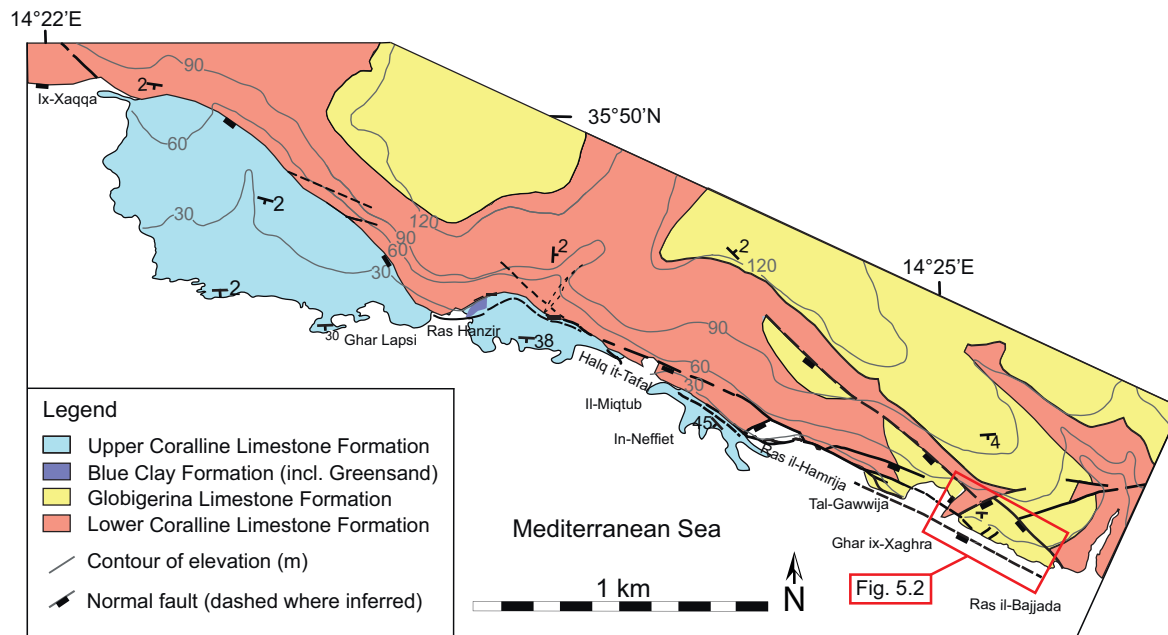 14°22'E
90
2
Ix-Xaqqa
35°50'N
60
2
30
120
90
60
30
2
2
120
14°25'E
2
30
Ghar Lapsi
Ras Hanzir
38
90
60
30
Halq it-Tafal
Il-Miqtub
45
In-Neffiet
4
Ras il-Hamrija
Tal-Gawwija
Ghar ix-Xaghra
Ras il-Bajjada
Fig. 5.2
Mediterranean Sea
1 km
N
Legend
Upper Coralline Limestone Formation
Blue Clay Formation (incl. Greensand)
Globigerina Limestone Formation
Lower Coralline Limestone Formation
Contour of elevation (m)
Normal fault (dashed where inferred)